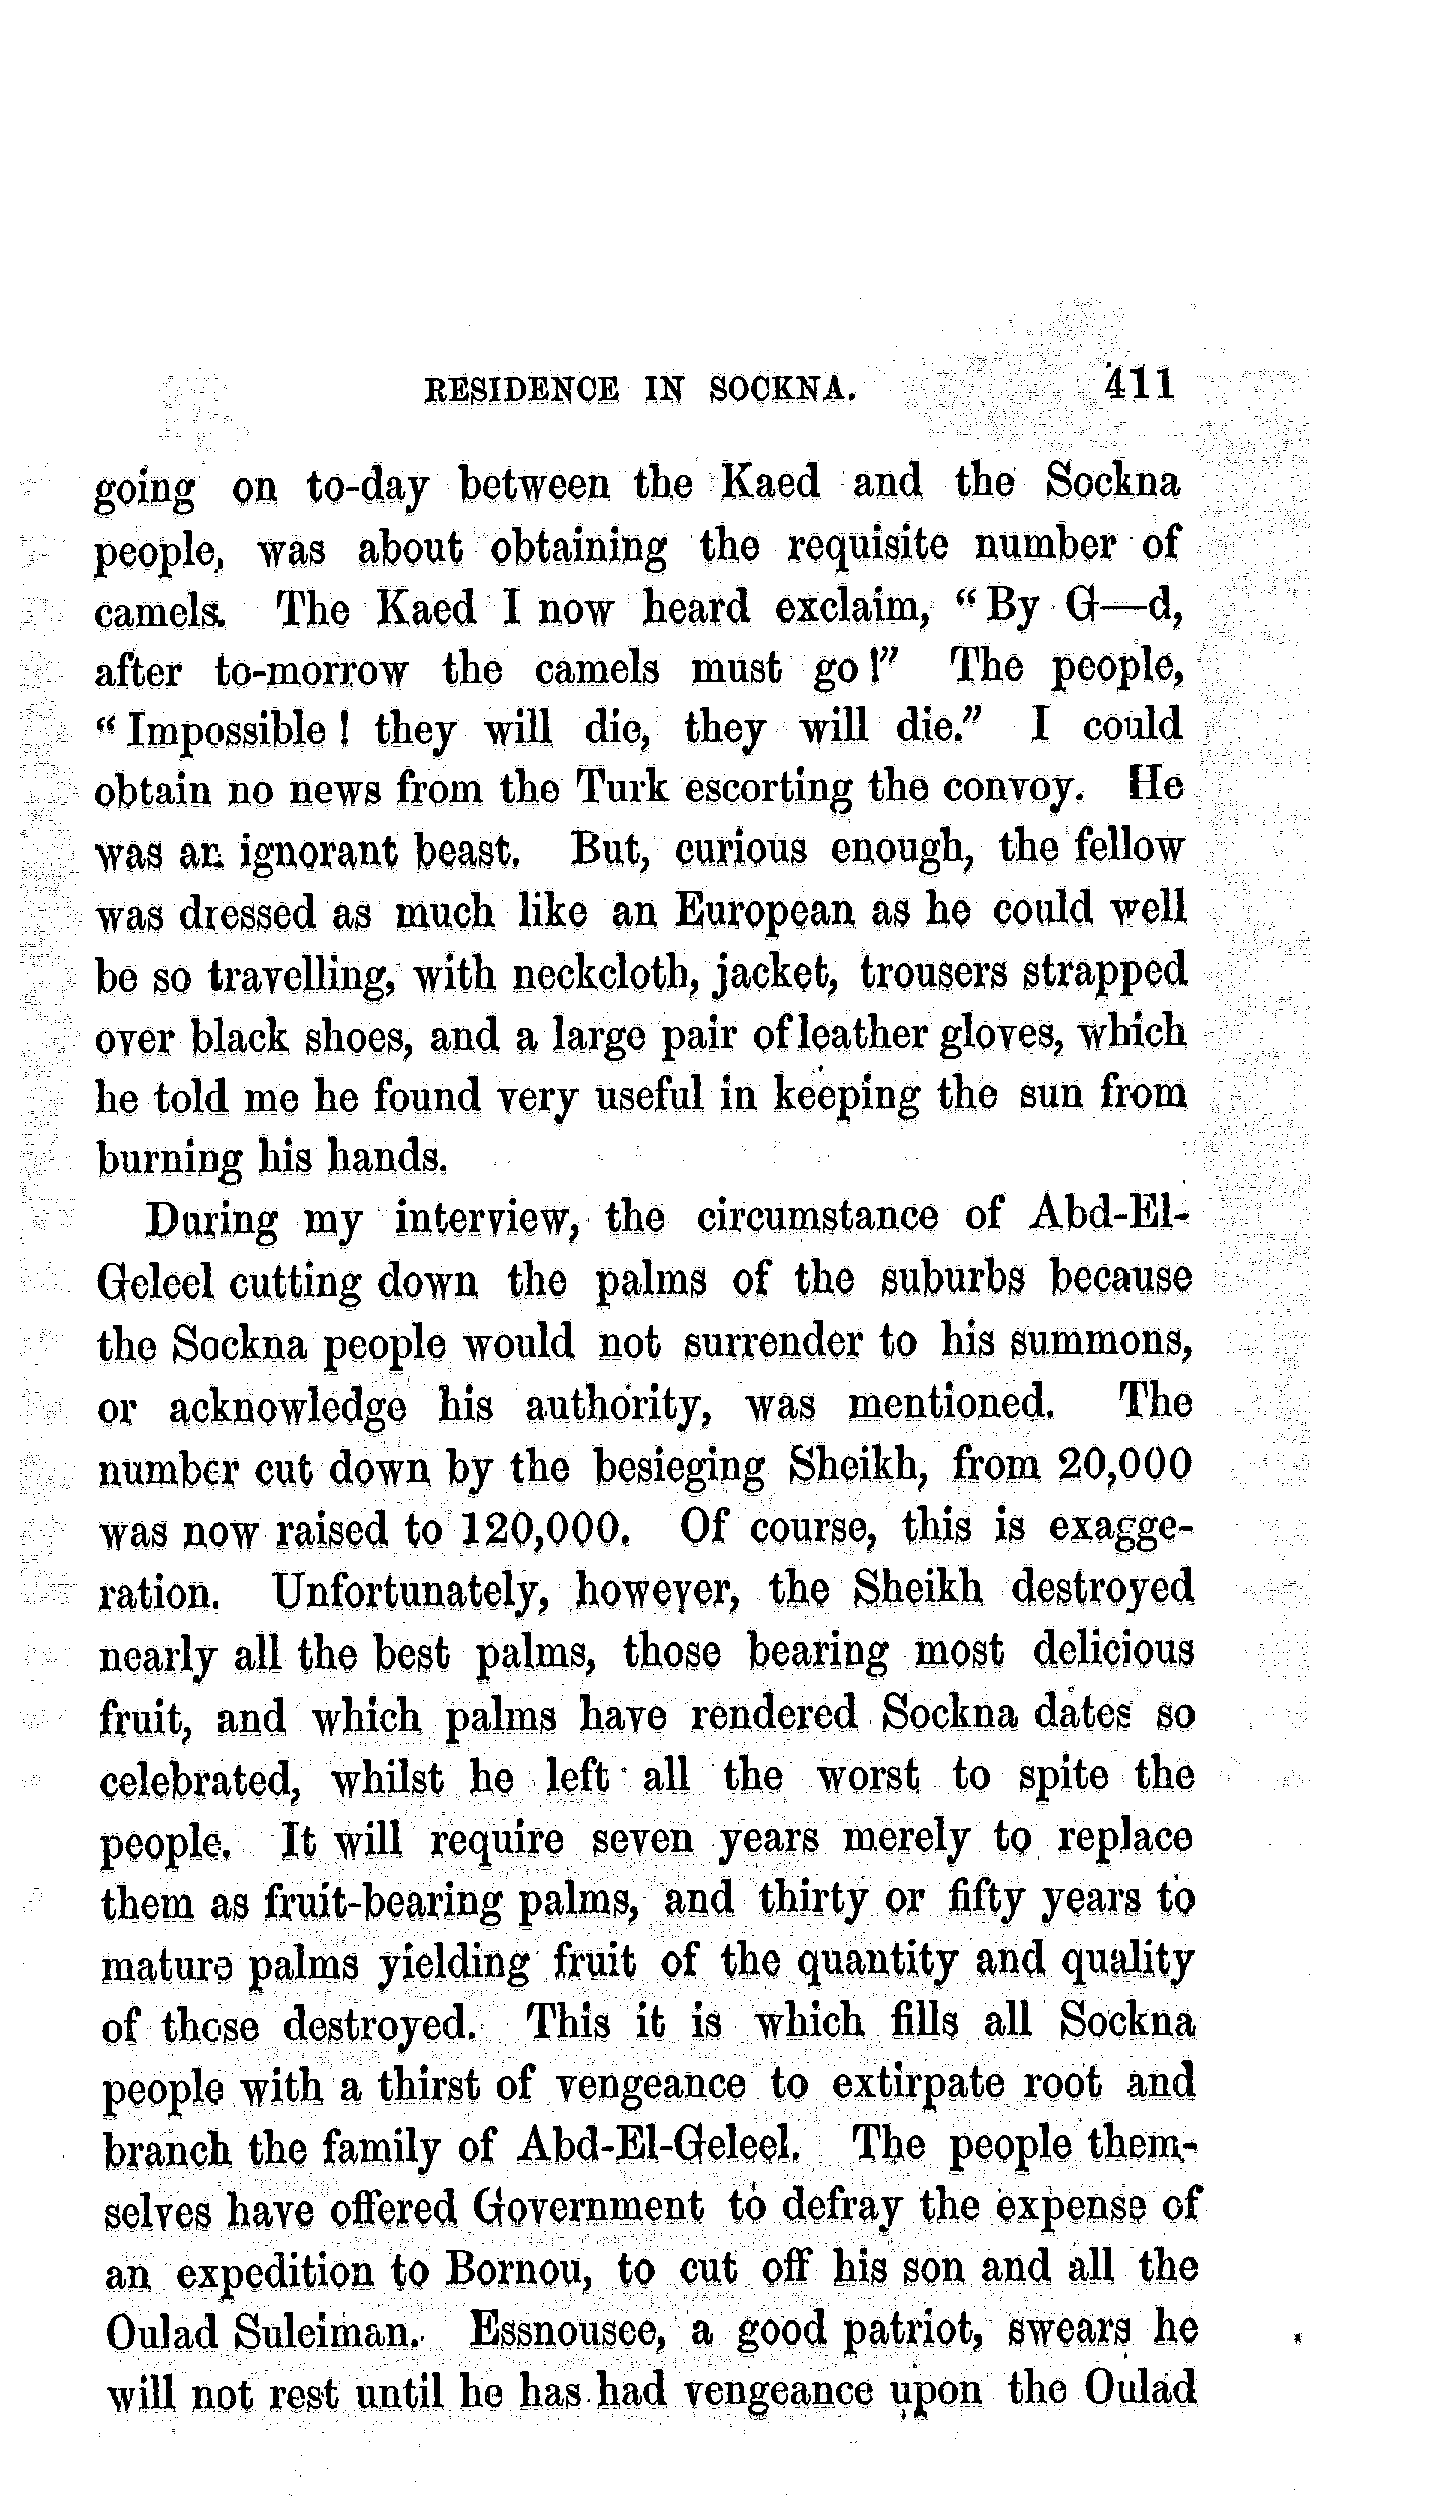 RESIDENCE IN SOCKNA. 411
going on to-day between the Kaed and the Sockna
people, was about obtaining the requisite number of
camels. The Kaed I now heard exclaim, “By G—d,
after to-morrow the camels must go!” The people,
“Impossible! they will die, they will die.” I could
obtain no news from the Turk escorting the convoy. He
was an ignorant beast. But, curious enough, the fellow
was dressed as much like an European as he could well
be so travelling, with neckcloth, jacket, trousers strapped
over black shoes, and a large pair of leather gloves, which
he told me he found very useful in keeping the sun from
burning his hands.
During my interview, the circumstance of Abd-El-
Geleel cutting down the palms of the suburbs because
the Sockna people would not surrender to his summons,
or acknowledge his authority, was mentioned. The
number cut down by the besieging Sheikh, from 20,000
was now raised to 120,000. Of course, this is exagge-
ration. Unfortunately, however, the Sheikh destroyed
nearly all the best palms, those bearing most delicious
fruit, and which palms have rendered Sockna dates so
celebrated, whilst he left all the worst to spite the
people. It will require seven years merely to replace
them as fruit-bearing palms, and thirty or fifty years to
mature palms yielding fruit of the quantity and quality
of those destroyed. This it is which fills all Sockna
people with a thirst of vengeance to extirpate root and
branch the family of Abd-El-Geleel. The people them-
selves have offered Government to defray the expense of
an expedition to Bornou, to cut off his son and all the
Oulad Suleiman. Essnousee, a good patriot, swears he
will not rest until he has had vengeance upon the Oulad